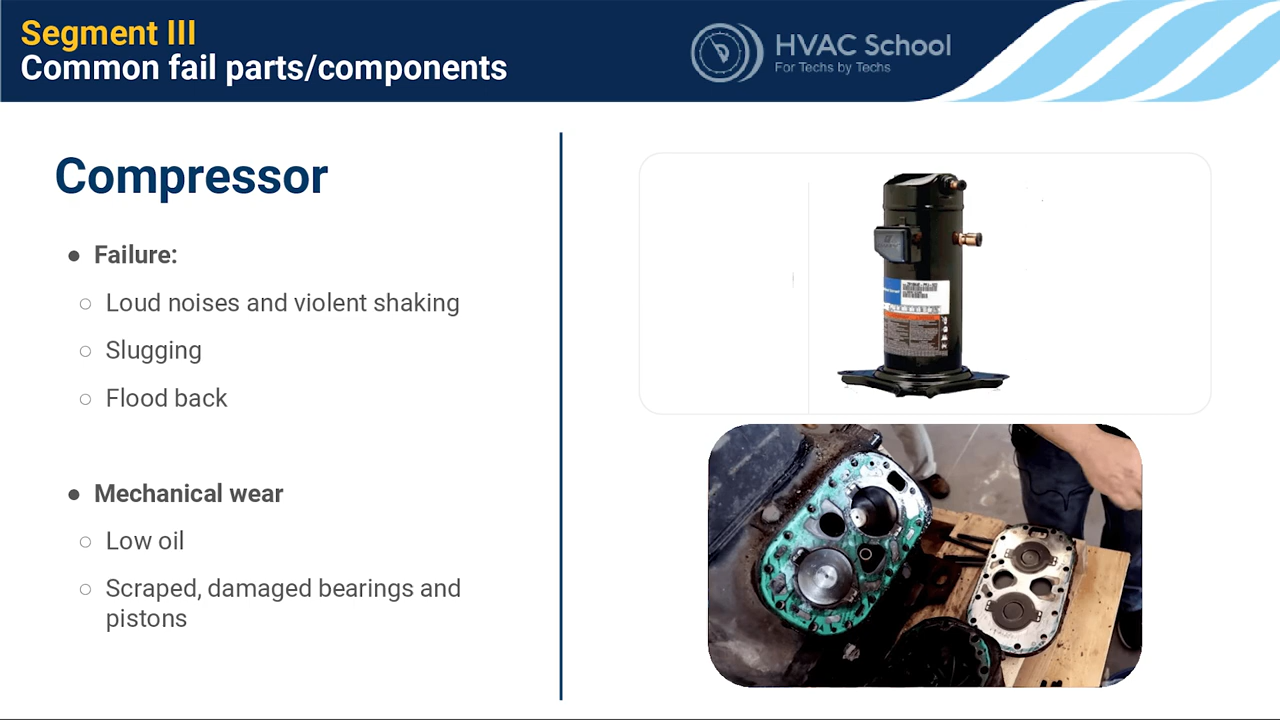 Segment III
Common fail parts/components
HVAC School
For Techs by Techs
Compressor
● Failure:
○ Loud noises and violent shaking
○ Slugging
○ Flood back
● Mechanical wear
○ Low oil
○ Scraped, damaged bearings and
pistons